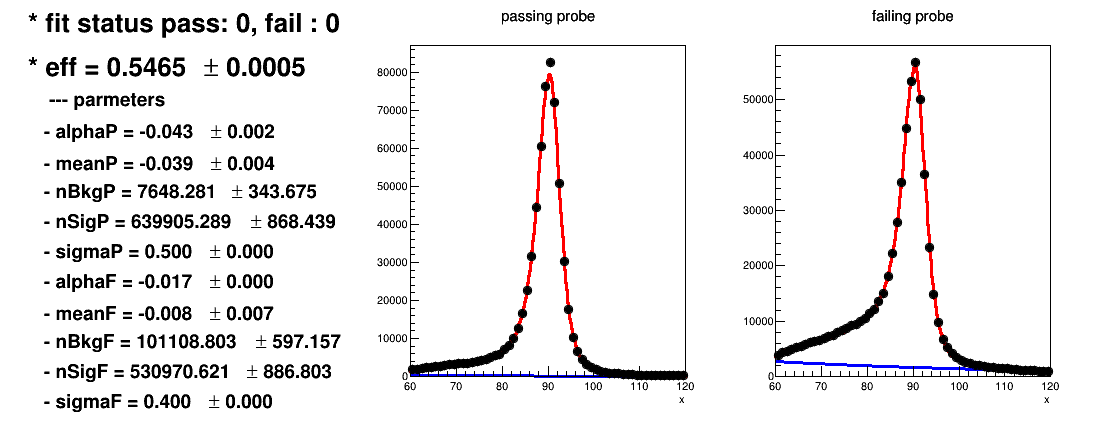 * fit status pass: 0, fail : 0
* eff = 0.5465 ± 0.0005
--- parmeters
- alphaP = -0.043 ± 0.002
- meanP = -0.039 ± 0.004
- nBkgP = 7648.281 ± 343.675
- nSigP = 639905.289 ± 868.439
- sigmaP = 0.500 ± 0.000
- alphaF = -0.017 ± 0.000
- meanF = -0.008 ± 0.007
- nBkgF = 101108.803 ± 597.157
- nSigF = 530970.621 ± 886.803
- sigmaF = 0.400 ± 0.000
passing probe
80000
70000
60000
50000
40000
30000
20000
10000
0
60 70 80 90 100 110 120
x
failing probe
50000
40000
30000
20000
10000
0
60 70 80 90 100 110 120
x